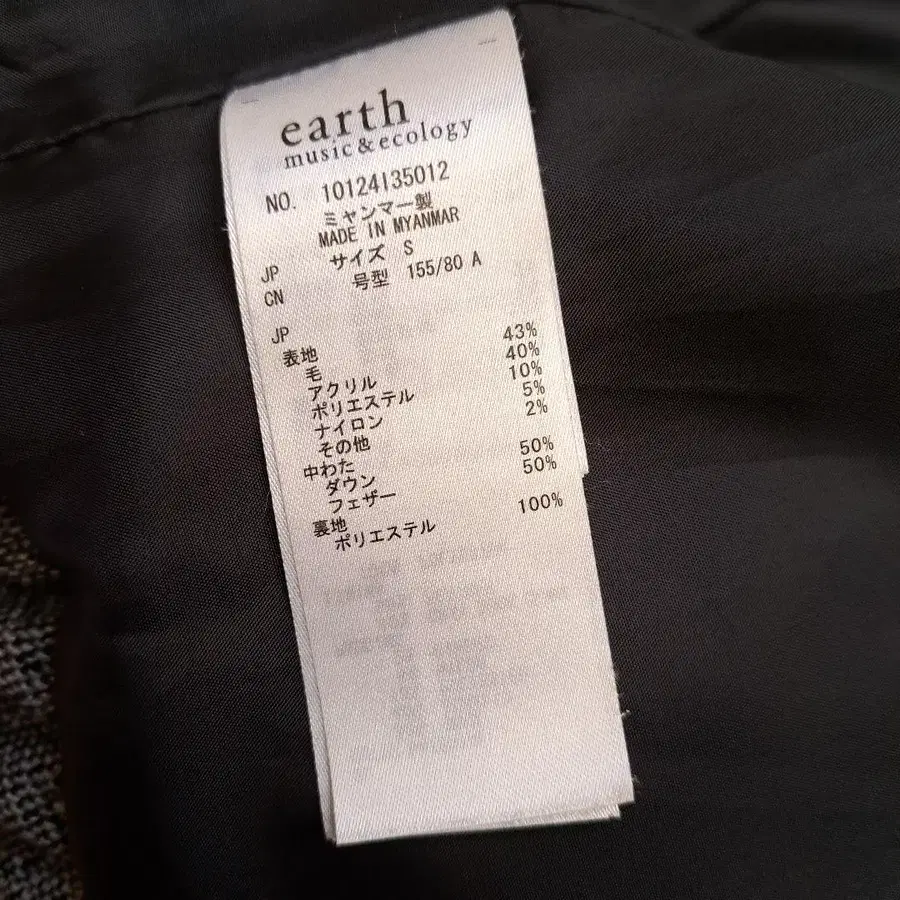 earth
music&ecology
NO. 10124I35012
ミャンマー製
MADE IN MYANMAR
JP サイズ S
CN 号型 155/80 A
JP
表地
毛 43%
アクリル 40%
ポリエステル 10%
ナイロン 5%
その他 2%
中わた
ダウン 50%
フェザー 50%
裏地
ポリエステル 100%